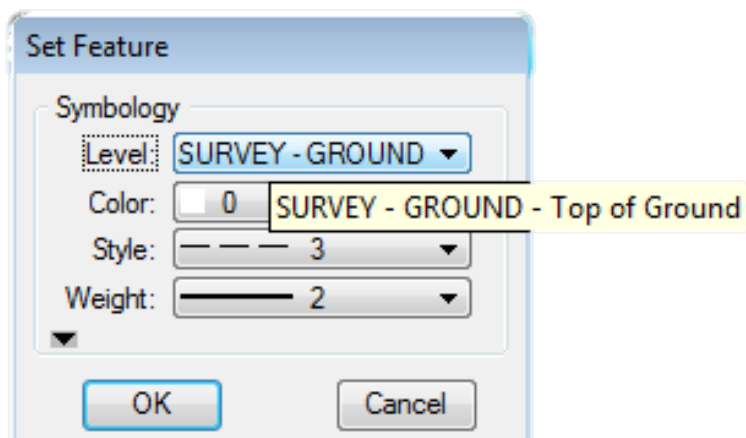 Set Feature
Symbology
Level: SURVEY - GROUND
Color: 0
SURVEY - GROUND - Top of Ground
Style: 3
Weight: 2
OK Cancel